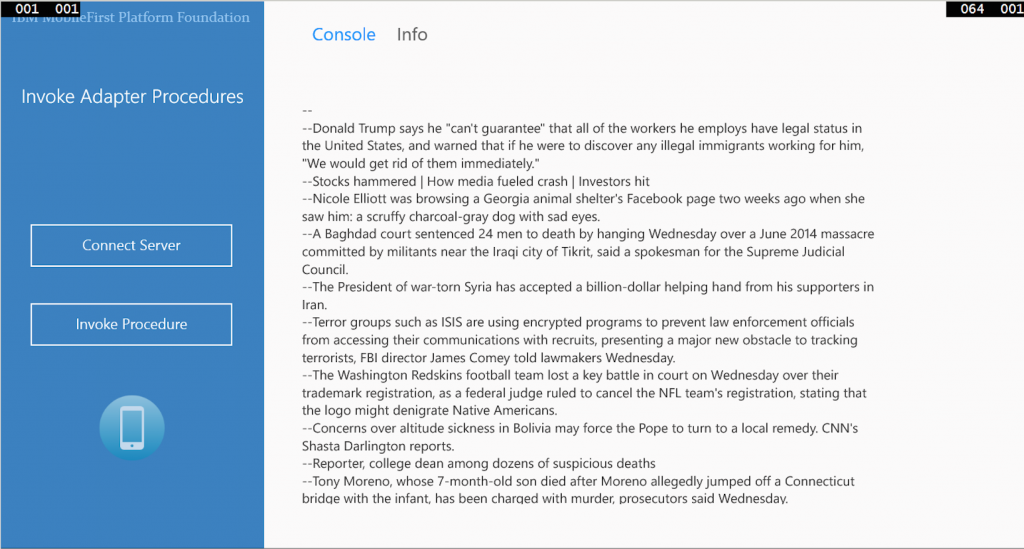 001 001
064 001
IBM MobileFirst Platform Foundation
Console Info
Invoke Adapter Procedures
Connect Server
Invoke Procedure
--
--Donald Trump says he "can't guarantee" that all of the workers he employs have legal status in
the United States, and warned that if he were to discover any illegal immigrants working for him,
"We would get rid of them immediately."
--Stocks hammered | How media fueled crash | Investors hit
--Nicole Elliott was browsing a Georgia animal shelter's Facebook page two weeks ago when she
saw him: a scruffy charcoal-gray dog with sad eyes.
--A Baghdad court sentenced 24 men to death by hanging Wednesday over a June 2014 massacre
committed by militants near the Iraqi city of Tikrit, said a spokesman for the Supreme Judicial
Council.
--The President of war-torn Syria has accepted a billion-dollar helping hand from his supporters in
Iran.
--Terror groups such as ISIS are using encrypted programs to prevent law enforcement officials
from accessing their communications with recruits, presenting a major new obstacle to tracking
terrorists, FBI director James Comey told lawmakers Wednesday.
--The Washington Redskins football team lost a key battle in court on Wednesday over their
trademark registration, as a federal judge ruled to cancel the NFL team's registration, stating that
the logo might denigrate Native Americans.
--Concerns over altitude sickness in Bolivia may force the Pope to turn to a local remedy. CNN's
Shasta Darlington reports.
--Reporter, college dean among dozens of suspicious deaths
--Tony Moreno, whose 7-month-old son died after Moreno allegedly jumped off a Connecticut
bridge with the infant, has been charged with murder, prosecutors said Wednesday.